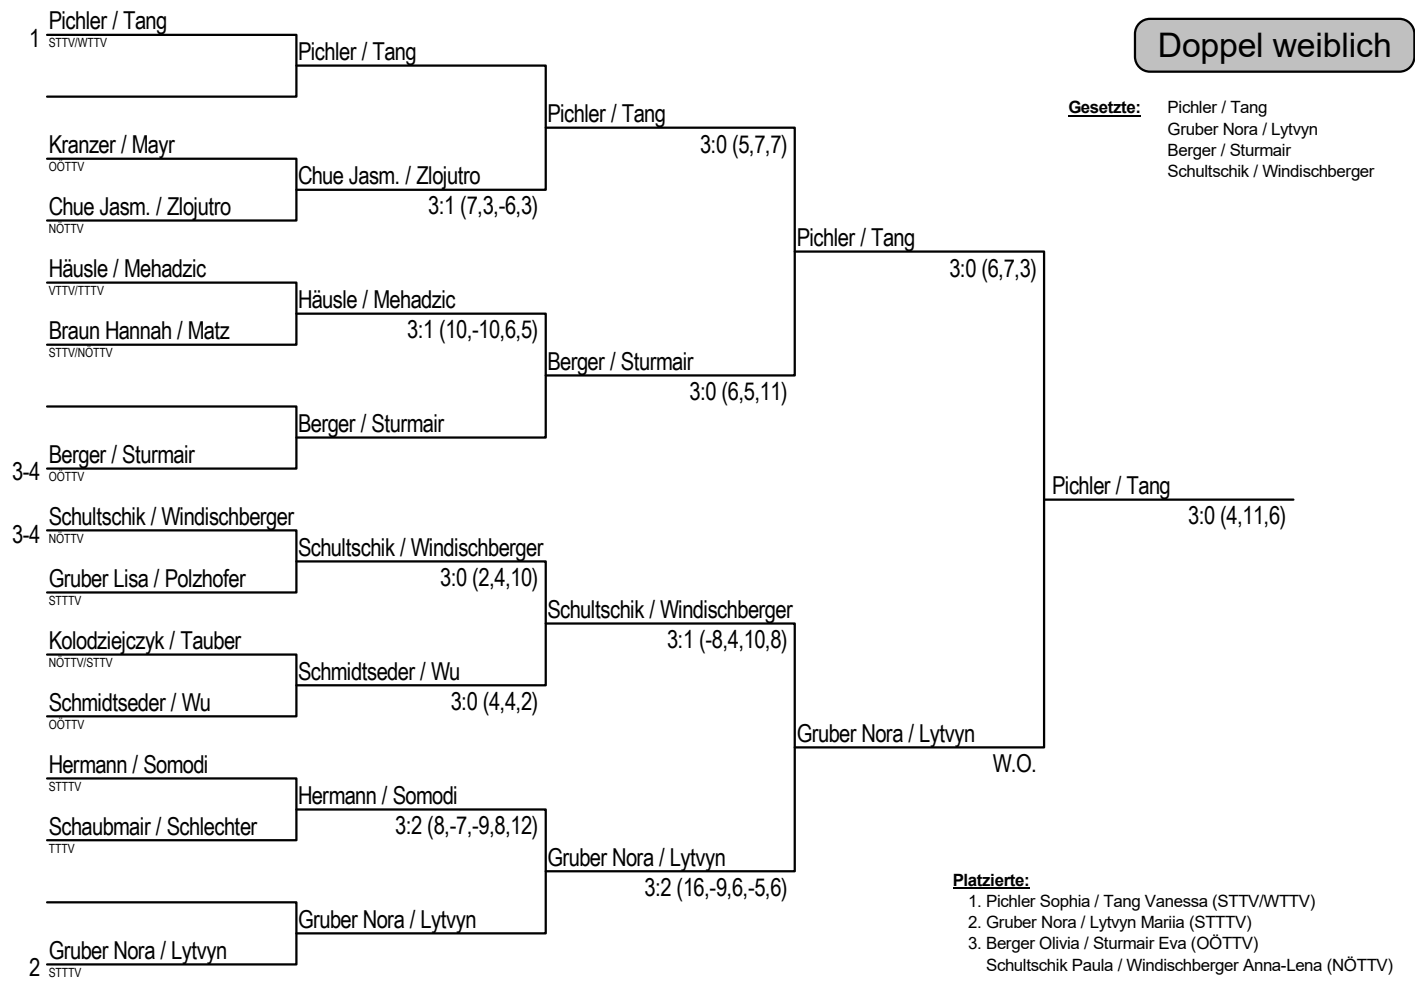 Doppel weiblich
Gesetzte: Pichler / Tang
Gruber Nora / Lytvyn
Berger / Sturmair
Schultschik / Windischberger
1 Pichler / Tang
STTV/WTTV
Kranzer / Mayr
OÖTTV
Chue Jasm. / Zlojutro
NÖTTV
Häusle / Mehadzic
VTTV/TTTV
Braun Hannah / Matz
STTV/NÖTTV
Berger / Sturmair
3-4 OÖTTV
Schultschik / Windischberger
3-4 NÖTTV
Gruber Lisa / Polzhofer
STTTV
Kolodziejczyk / Tauber
NÖTTV/STTV
Schmidtseder / Wu
OÖTTV
Hermann / Somodi
STTTV
Schaubmair / Schlechter
TTTV
Gruber Nora / Lytvyn
2 STTTV
Pichler / Tang
Chue Jasm. / Zlojutro
3:1 (7,3,-6,3)
Häusle / Mehadzic
3:1 (10,-10,6,5)
Berger / Sturmair
Schultschik / Windischberger
3:0 (2,4,10)
Schmidtseder / Wu
3:0 (4,4,2)
Hermann / Somodi
3:2 (8,-7,-9,8,12)
Gruber Nora / Lytvyn
Pichler / Tang
3:0 (5,7,7)
Berger / Sturmair
3:0 (6,5,11)
Schultschik / Windischberger
3:1 (-8,4,10,8)
Gruber Nora / Lytvyn
3:2 (16,-9,6,-5,6)
Pichler / Tang
3:0 (6,7,3)
Gruber Nora / Lytvyn
W.O.
Pichler / Tang
3:0 (4,11,6)
Platzierte:
1. Pichler Sophia / Tang Vanessa (STTV/WTTV)
2. Gruber Nora / Lytvyn Mariia (STTTV)
3. Berger Olivia / Sturmair Eva (OÖTTV)
Schultschik Paula / Windischberger Anna-Lena (NÖTTV)